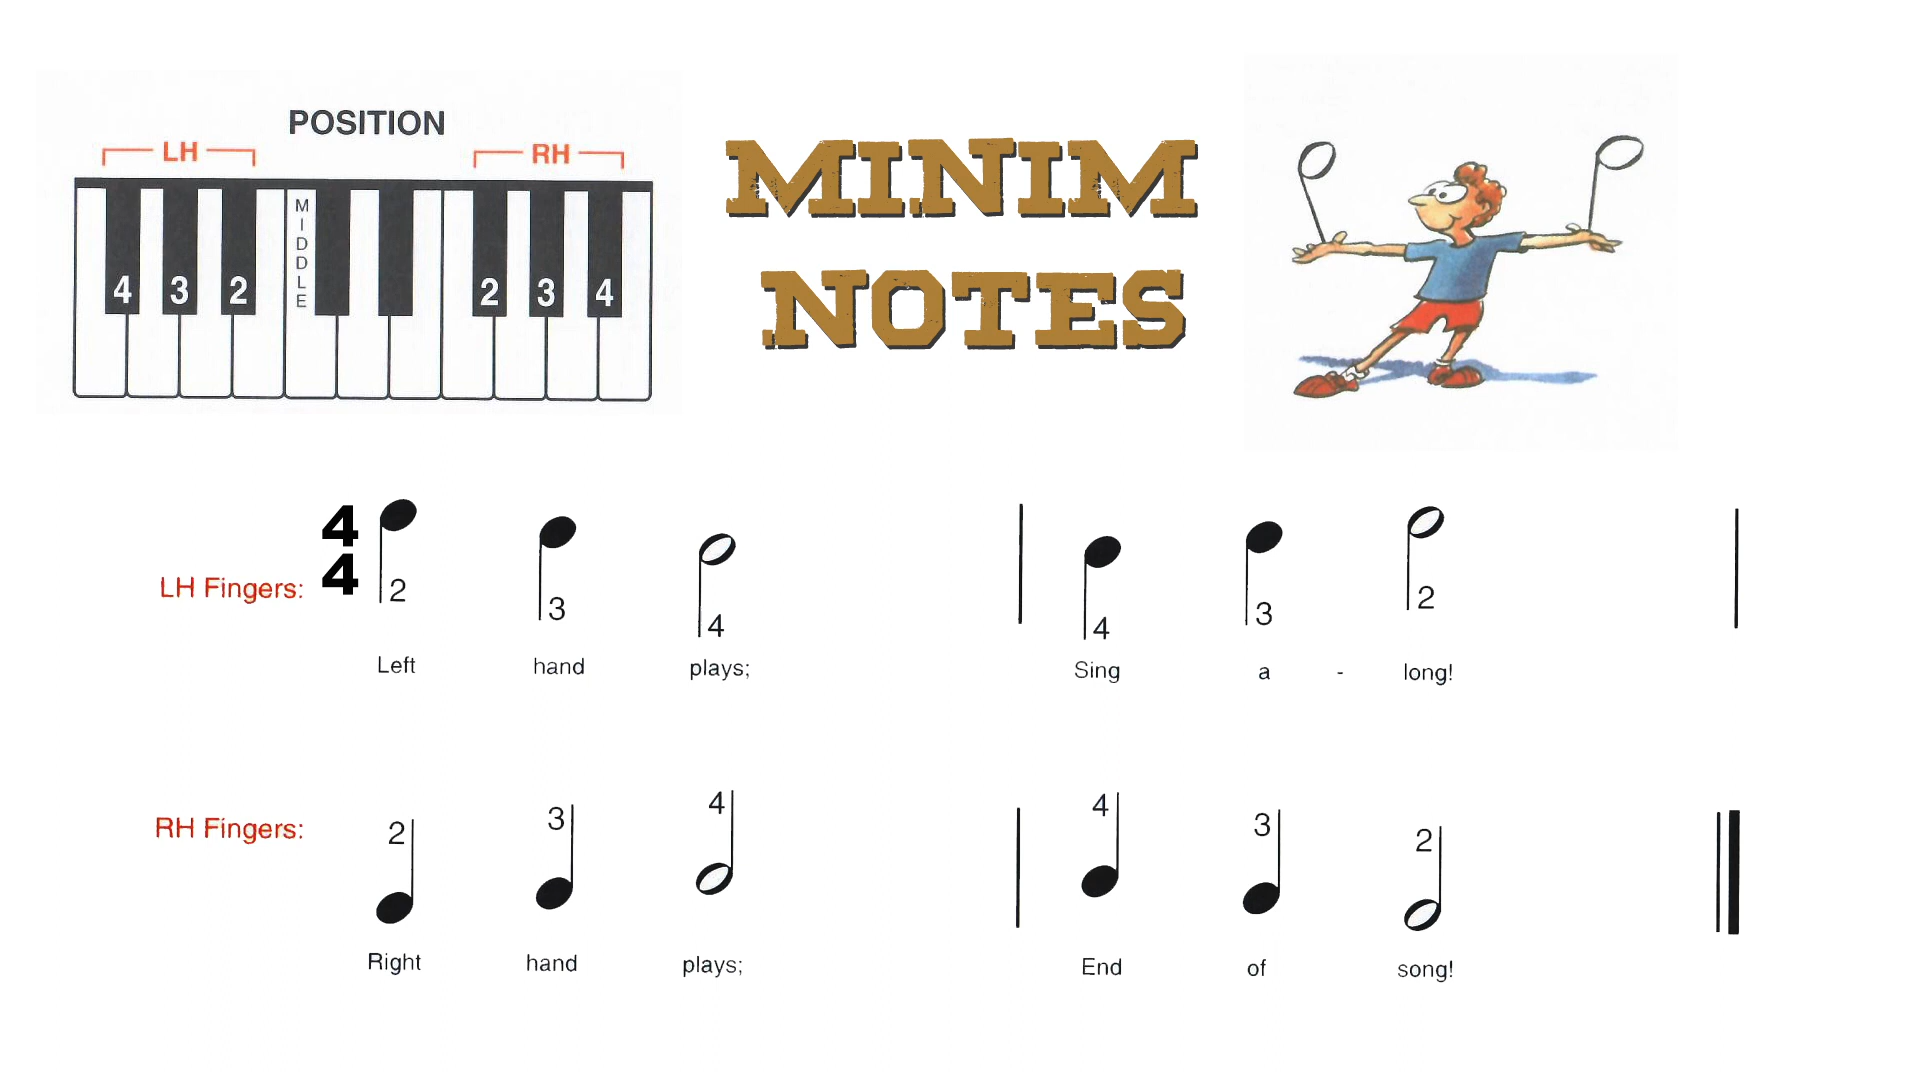 POSITION
LH RH
MIDDLE
4 3 2 2 3 4
MINIM
NOTES
4
4
LH Fingers: 2 3 4 4 3 2
Left hand plays; Sing a - long!
RH Fingers: 2 3 4 4 3 2
Right hand plays; End of song!